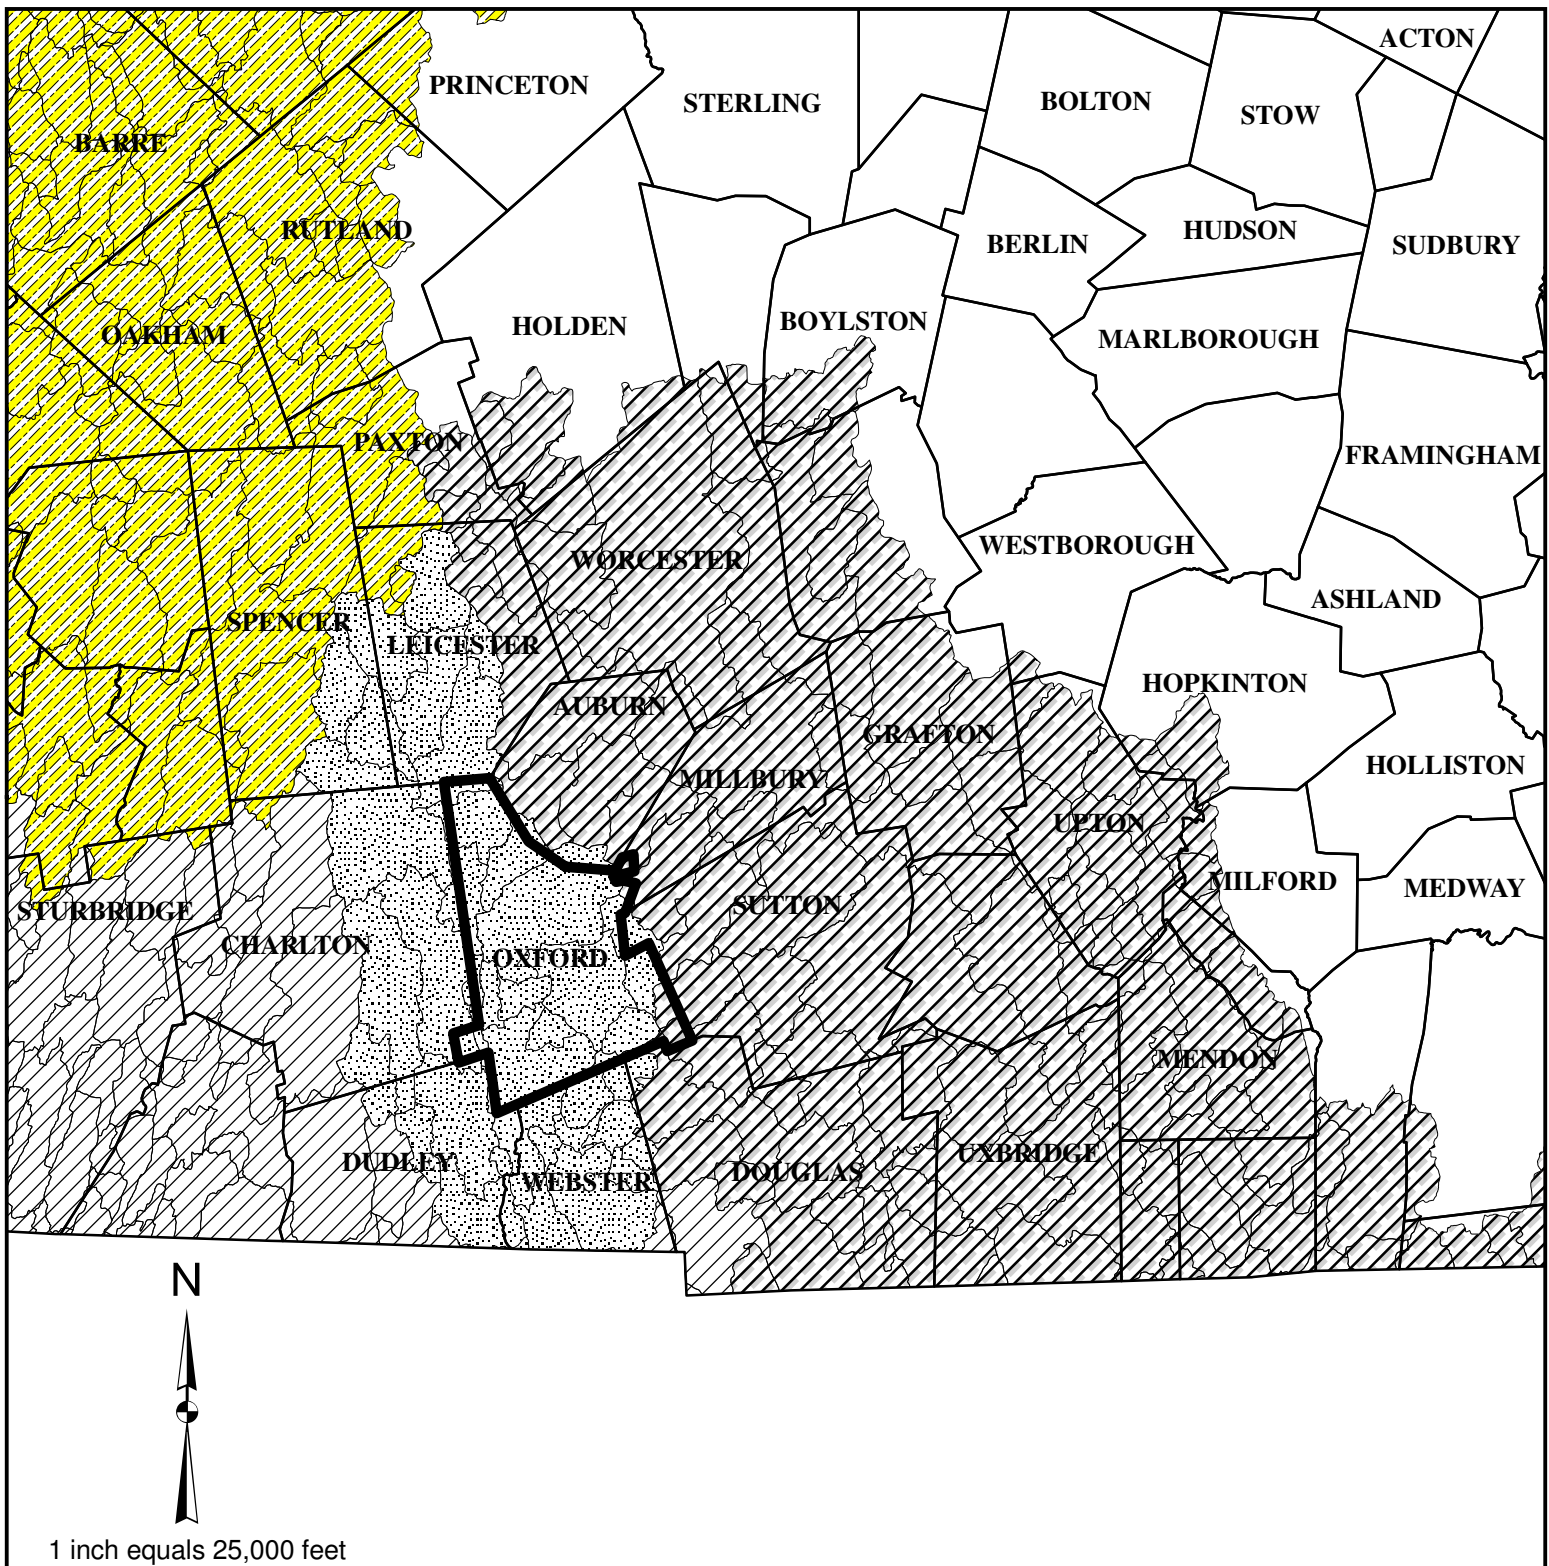 ACTON
PRINCETON
STERLING
BOLTON
STOW
BARRE
RUTLAND
BERLIN
HUDSON
SUDBURY
OAKHAM
HOLDEN
BOYLSTON
MARLBOROUGH
PAXTON
FRAMINGHAM
WORCESTER
WESTBOROUGH
ASHLAND
SPENCER
LEICESTER
HOPKINTON
AUBURN
GRAFTON
MILLBURY
HOLLISTON
UPTON
MILFORD
MEDWAY
STURBRIDGE
SUTTON
CHARLTON
OXFORD
MENDON
DUDLEY
WEBSTER
DOUGLAS
UXBRIDGE
N
1 inch equals 25,000 feet